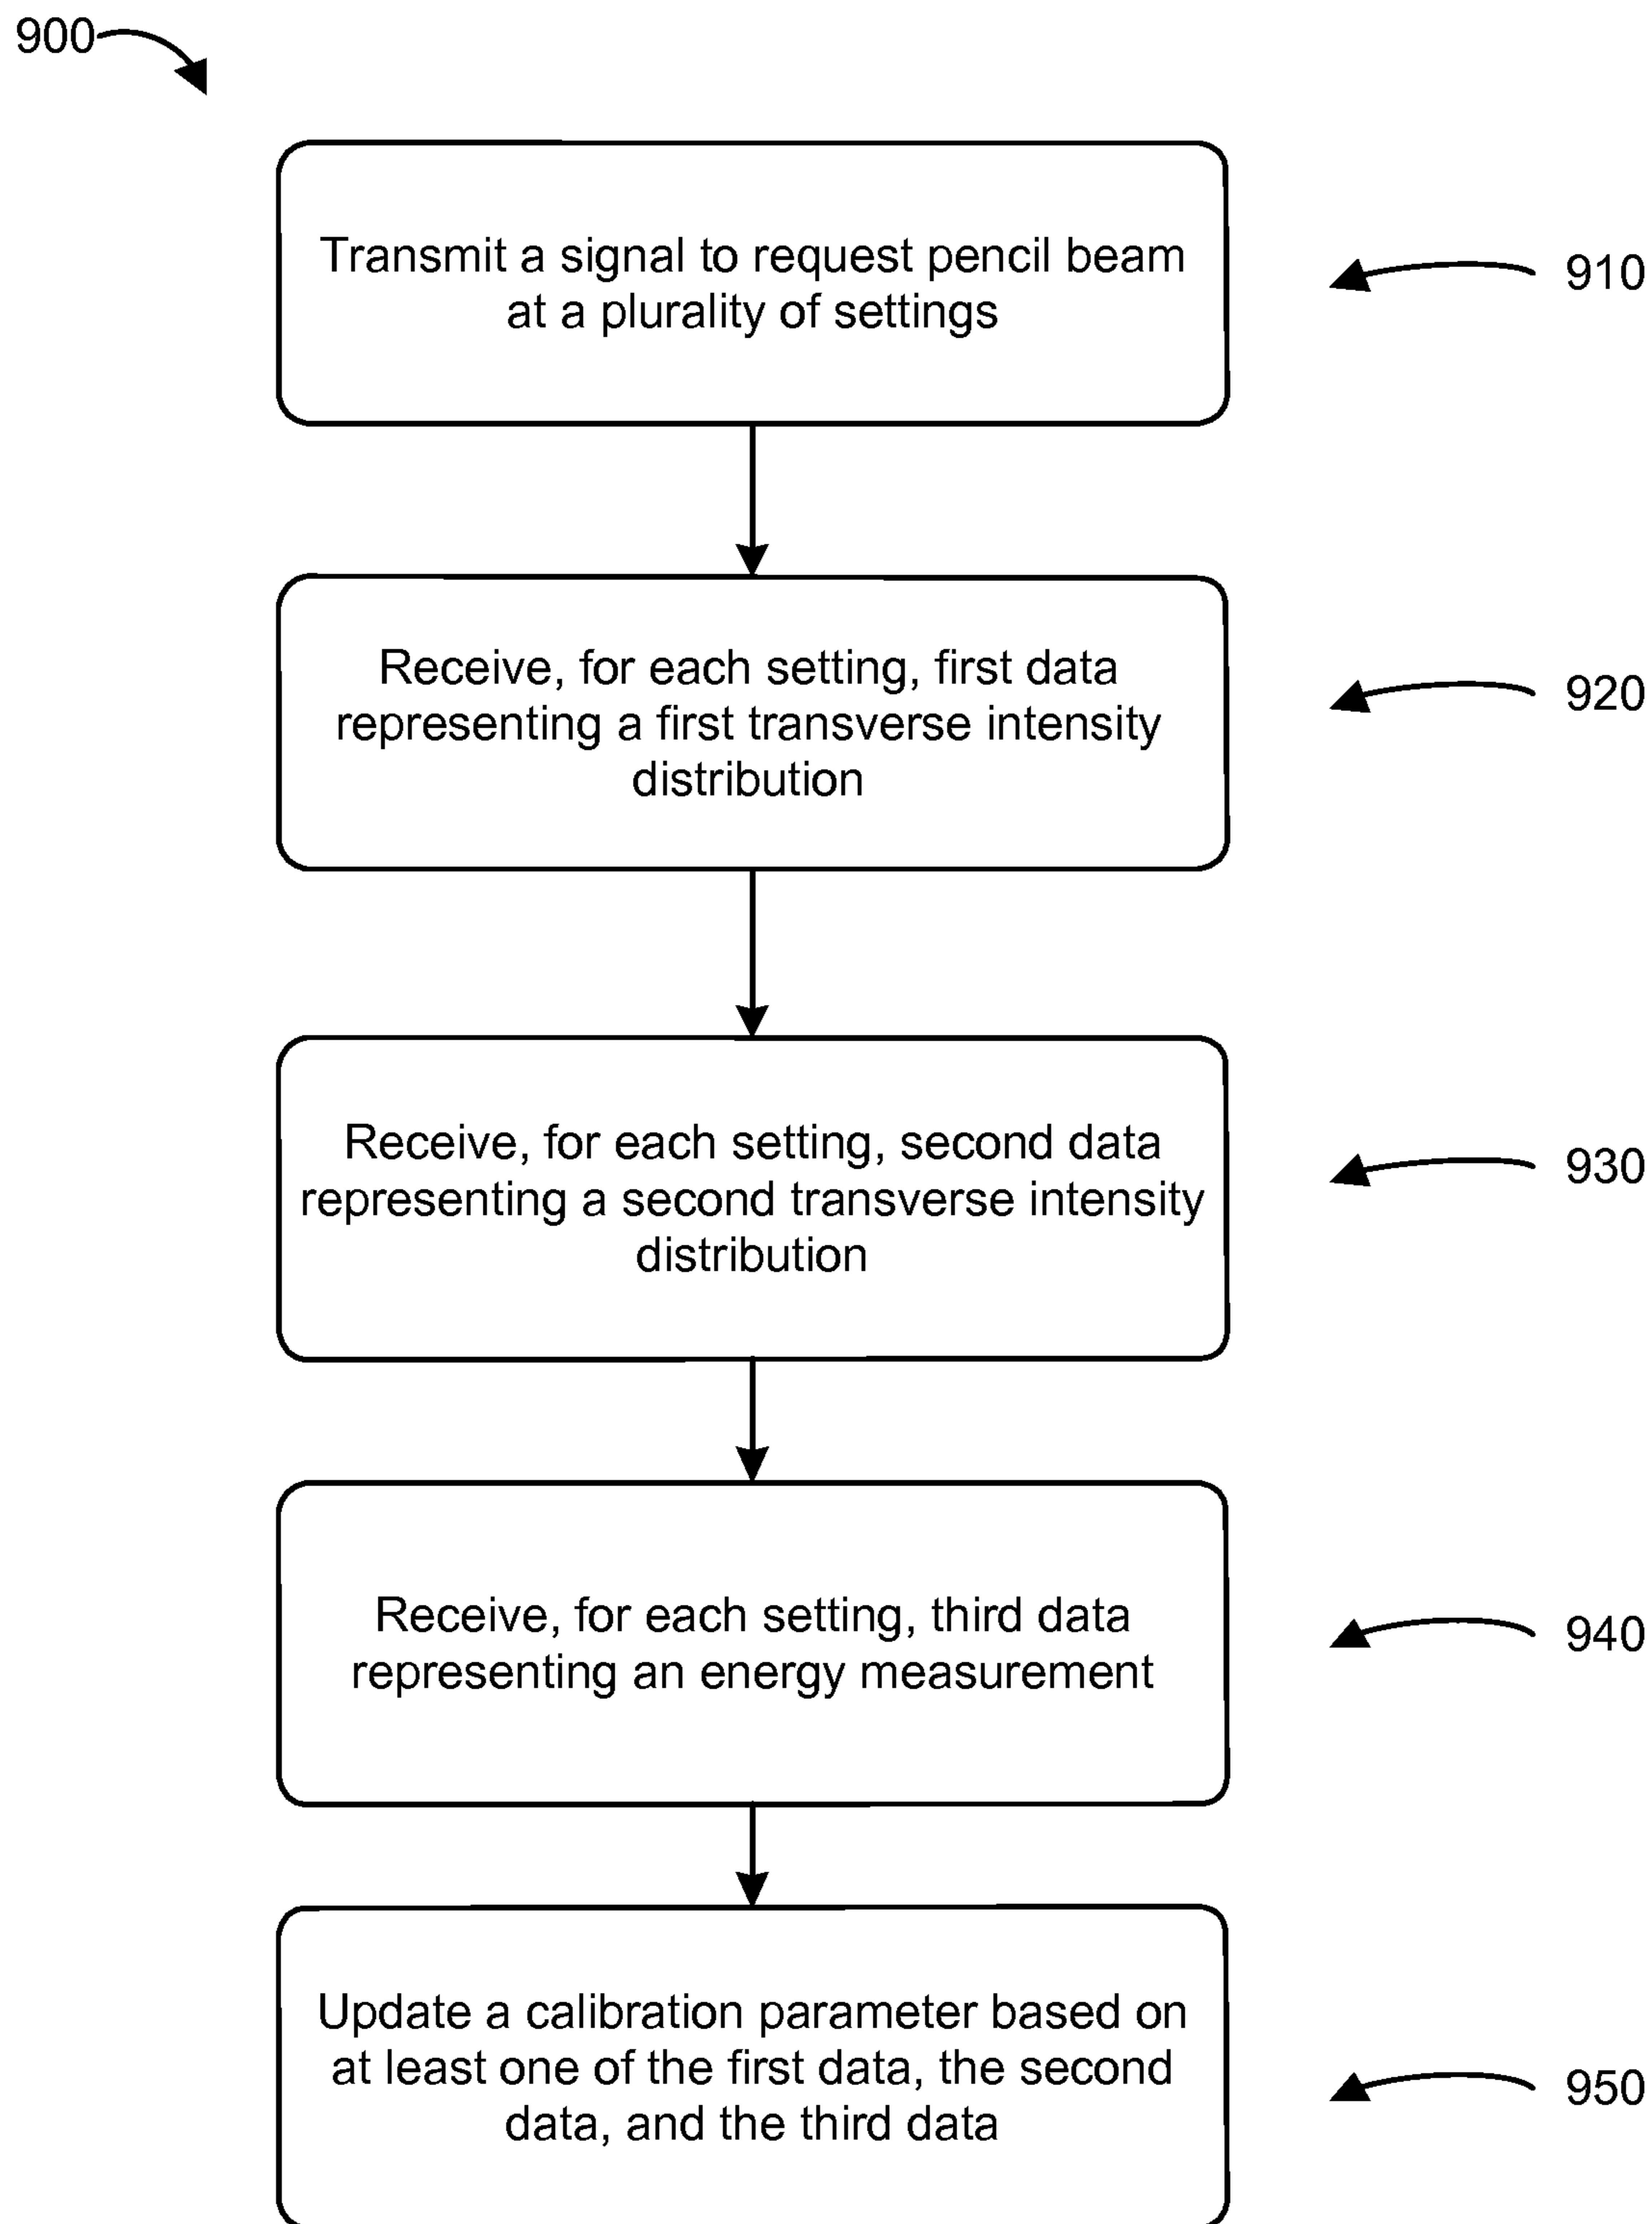 900
Transmit a signal to request pencil beam
at a plurality of settings
910
Receive, for each setting, first data
representing a first transverse intensity
distribution
920
Receive, for each setting, second data
representing a second transverse intensity
distribution
930
Receive, for each setting, third data
representing an energy measurement
940
Update a calibration parameter based on
at least one of the first data, the second
data, and the third data
950